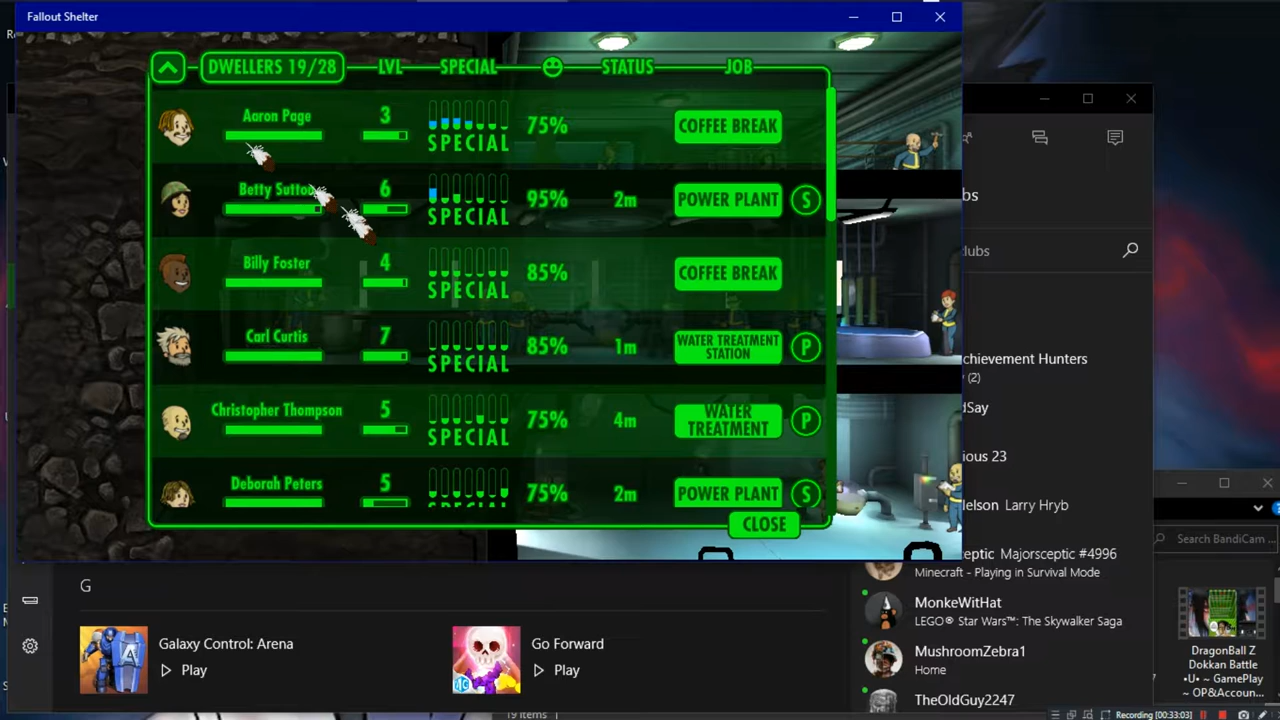 Fallout Shelter
DWELLERS 19/28
LVL
SPECIAL
STATUS
JOB
Aaron Page
3
SPECIAL
75%
COFFEE BREAK
Betty Sutton
6
SPECIAL
95%
2m
POWER PLANT
S
Billy Foster
4
SPECIAL
85%
COFFEE BREAK
Carl Curtis
7
SPECIAL
85%
1m
WATER TREATMENT
STATION
P
Christopher Thompson
5
SPECIAL
75%
4m
WATER
TREATMENT
P
Deborah Peters
5
SPECIAL
75%
2m
POWER PLANT
S
CLOSE
bs
lubs
chievement Hunters
(2)
dSay
ious 23
elson Larry Hryb
eptic Majorsceptic #4996
Minecraft - Playing in Survival Mode
MonkeWitHat
LEGO® Star Wars™: The Skywalker Saga
MushroomZebra1
Home
TheOldGuy2247
G
Galaxy Control: Arena
Play
Go Forward
Play
Search BandiCam ...
DragonBall Z
Dokkan Battle
•U• ~ GamePlay
~ OP&Accoun...
19 items
Recording [00:33:03]